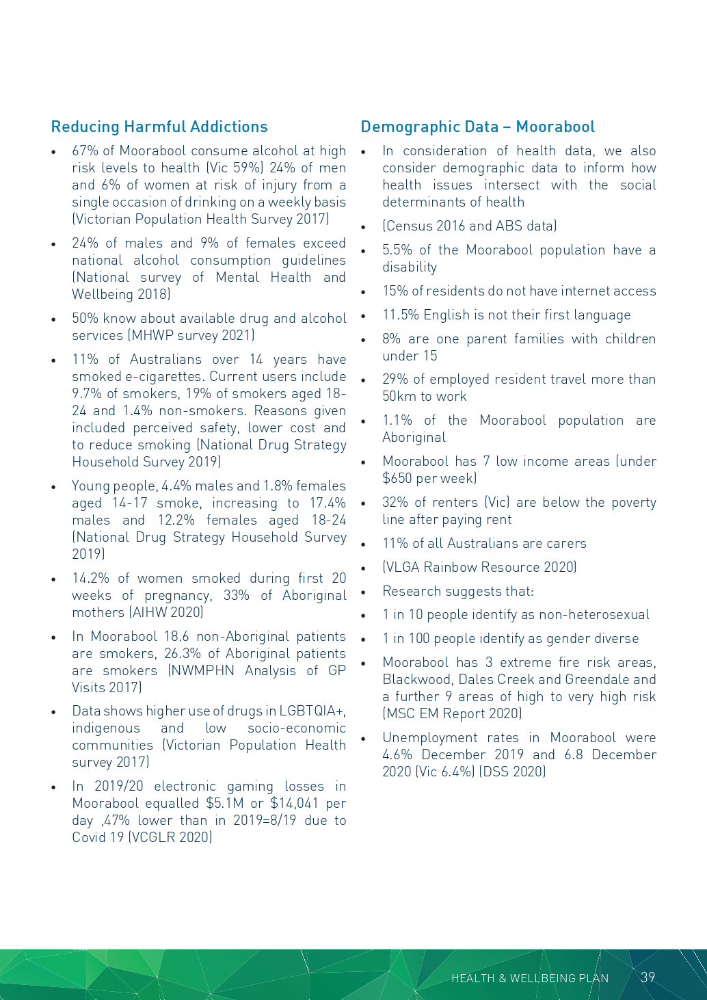 Reducing Harmful Addictions
• 67% of Moorabool consume alcohol at high
risk levels to health (Vic 59%) 24% of men
and 6% of women at risk of injury from a
single occasion of drinking on a weekly basis
(Victorian Population Health Survey 2017)
• 24% of males and 9% of females exceed
national alcohol consumption guidelines
(National survey of Mental Health and
Wellbeing 2018)
• 50% know about available drug and alcohol
services (MHWP survey 2021)
• 11% of Australians over 14 years have
smoked e-cigarettes. Current users include
9.7% of smokers, 19% of smokers aged 18-
24 and 1.4% non-smokers. Reasons given
included perceived safety, lower cost and
to reduce smoking (National Drug Strategy
Household Survey 2019)
• Young people, 4.4% males and 1.8% females
aged 14-17 smoke, increasing to 17.4%
males and 12.2% females aged 18-24
(National Drug Strategy Household Survey
2019)
• 14.2% of women smoked during first 20
weeks of pregnancy, 33% of Aboriginal
mothers (AIHW 2020)
• In Moorabool 18.6 non-Aboriginal patients
are smokers, 26.3% of Aboriginal patients
are smokers (NWMPHN Analysis of GP
Visits 2017)
• Data shows higher use of drugs in LGBTQIA+,
indigenous and low socio-economic
communities (Victorian Population Health
survey 2017)
• In 2019/20 electronic gaming losses in
Moorabool equalled $5.1M or $14,041 per
day ,47% lower than in 2019=8/19 due to
Covid 19 (VCGLR 2020)
Demographic Data – Moorabool
• In consideration of health data, we also
consider demographic data to inform how
health issues intersect with the social
determinants of health
• (Census 2016 and ABS data)
• 5.5% of the Moorabool population have a
disability
• 15% of residents do not have internet access
• 11.5% English is not their first language
• 8% are one parent families with children
under 15
• 29% of employed resident travel more than
50km to work
• 1.1% of the Moorabool population are
Aboriginal
• Moorabool has 7 low income areas (under
$650 per week)
• 32% of renters (Vic) are below the poverty
line after paying rent
• 11% of all Australians are carers
• (VLGA Rainbow Resource 2020)
• Research suggests that:
• 1 in 10 people identify as non-heterosexual
• 1 in 100 people identify as gender diverse
• Moorabool has 3 extreme fire risk areas,
Blackwood, Dales Creek and Greendale and
a further 9 areas of high to very high risk
(MSC EM Report 2020)
• Unemployment rates in Moorabool were
4.6% December 2019 and 6.8 December
2020 (Vic 6.4%) (DSS 2020)
HEALTH & WELLBEING PLAN 39